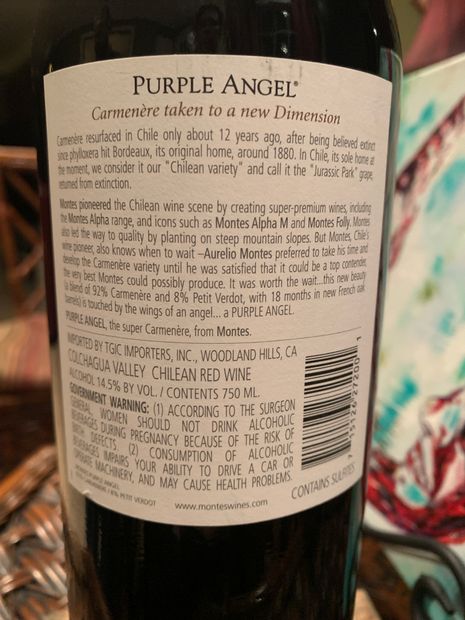 PURPLE ANGEL®
Carmenère taken to a new Dimension
Carmenère resurfaced in Chile only about 12 years ago, after being believed extinct
since phylloxera hit Bordeaux, its original home, around 1880. In Chile, its sole home at
the moment, we consider it our "Chilean variety" and call it the "Jurassic Park" grape,
returned from extinction.
Montes pioneered the Chilean wine scene by creating super-premium wines, including
the Montes Alpha range, and icons such as Montes Alpha M and Montes Folly. Montes
also led the way to quality by planting on steep mountain slopes. But Montes, Chile's
wine pioneer, also knows when to wait –Aurelio Montes preferred to take his time and
develop the Carmenère variety until he was satisfied that it could be a top contender,
the very best Montes could possibly produce. It was worth the wait...this new beauty
(a blend of 92% Carmenère and 8% Petit Verdot, with 18 months in new French oak
barrels) is touched by the wings of an angel... a PURPLE ANGEL.
PURPLE ANGEL, the super Carmenère, from Montes.
IMPORTED BY TGIC IMPORTERS, INC., WOODLAND HILLS, CA
COLCHAGUA VALLEY CHILEAN RED WINE
ALCOHOL 14.5% BY VOL. / CONTENTS 750 ML.
GOVERNMENT WARNING: (1) ACCORDING TO THE SURGEON
GENERAL, WOMEN SHOULD NOT DRINK ALCOHOLIC
BEVERAGES DURING PREGNANCY BECAUSE OF THE RISK OF
BIRTH DEFECTS. (2) CONSUMPTION OF ALCOHOLIC
BEVERAGES IMPAIRS YOUR ABILITY TO DRIVE A CAR OR
OPERATE MACHINERY, AND MAY CAUSE HEALTH PROBLEMS.
PURPLE ANGEL
CARMENERE / 8% PETIT VERDOT
www.monteswines.com
CONTAINS SULFITES